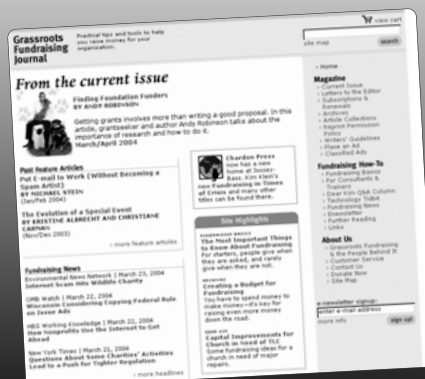 Grassroots
Fundraising
Journal
Practical tips and tools to help
you raise money for your
organization.
view cart
site map
search
From the current issue
Finding Foundation Funders
BY ANDY ROBINSON
Getting grants involves more than writing a good proposal. In this
article, grantseeker and author Andy Robinson talks about the
importance of research and how to do it.
March/April 2004
Past Feature Articles
Put E-mail to Work (Without Becoming a
Spam Artist)
BY MICHAEL STEIN
(Jan/Feb 2004)
The Evolution of a Special Event
BY KRISTINE ALBRECHT AND CHRISTIANE
CARMAN
(Nov/Dec 2003)
› more feature articles
Fundraising News
Environmental News Network | March 23, 2004
Internet Scam Hits Wildlife Charity
OMB Watch | March 22, 2004
Wisconsin Considering Copying Federal Rule
on Issue Ads
HBS Working Knowledge | March 22, 2004
How Nonprofits Use the Internet to Get
Ahead
New York Times | March 21, 2004
Questions About Some Charities' Activities
Lead to a Push for Tighter Regulation
› more headlines
Chardon Press
now has a new
home at Jossey-
Bass. Kim Klein's
new Fundraising in Times
of Crisis and many other
titles can be found there.
Site Highlights
FUNDRAISING BASICS
The Most Important Things
to Know About Fundraising
For starters, people give when
they are asked, and rarely
give when they are not.
Creating a Budget for
Fundraising
You have to spend money to
make money—it's key for
raising even more money
down the road.
Capital Improvements for
Church in Need of TLC
Some fundraising ideas for a
church in need of major
repairs.
› Home
Magazine
› Current Issue
› Letters to the Editor
› Subscriptions &
Renewals
› Archives
› Article Collections
› Reprint Permission
Policy
› Writers' Guidelines
› Place an Ad
› Classified Ads
Fundraising How-To
› Fundraising Basics
› For Consultants &
Trainers
› Dear Kim Q&A Column
› Technology Tidbit
› Fundraising News
› Enewsletter
› Further Reading
› Links
About Us
› Grassroots Fundraising
& the People Behind It
› Customer Service
› Contact Us
› Donate Now
› Site Map
e-newsletter signup:
enter e-mail address
more info
sign up!